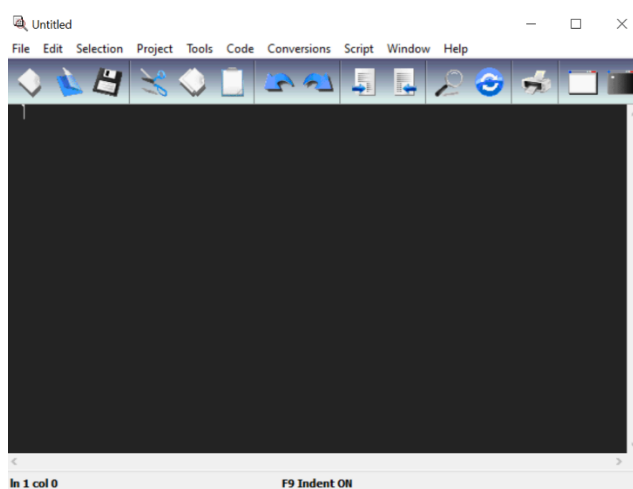 Untitled
File Edit Selection Project Tools Code Conversions Script Window Help
ln 1 col 0 F9 Indent ON